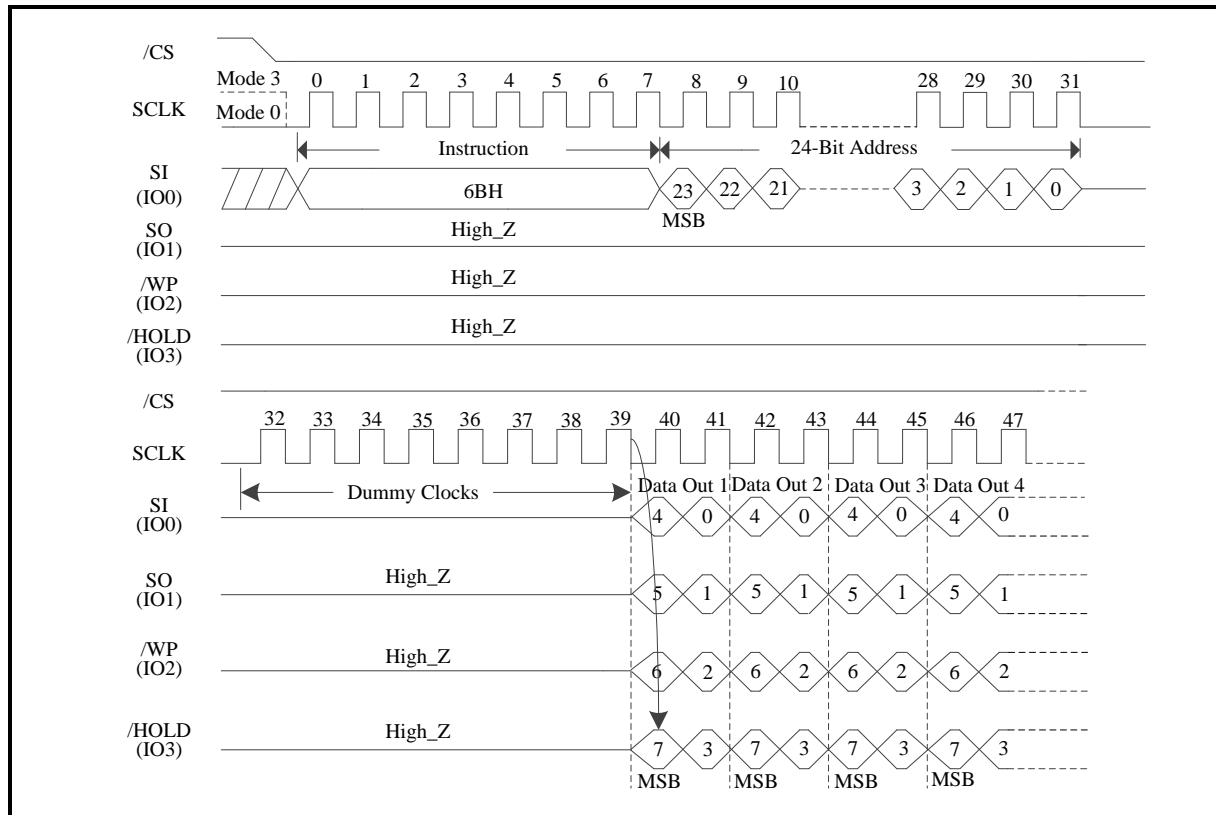 /CS
Mode 3 0 1 2 3 4 5 6 7 8 9 10 28 29 30 31
SCLK Mode 0
Instruction 24-Bit Address
SI
(IO0) 6BH 23 22 21 3 2 1 0
MSB
SO
(IO1) High_Z
/WP
(IO2) High_Z
/HOLD
(IO3) High_Z
/CS
32 33 34 35 36 37 38 39 40 41 42 43 44 45 46 47
SCLK
Dummy Clocks Data Out 1 Data Out 2 Data Out 3 Data Out 4
SI
(IO0) 4 0 4 0 4 0 4 0
SO
(IO1) High_Z 5 1 5 1 5 1 5 1
/WP
(IO2) High_Z 6 2 6 2 6 2 6 2
/HOLD
(IO3) High_Z 7 3 7 3 7 3 7 3
MSB MSB MSB MSB